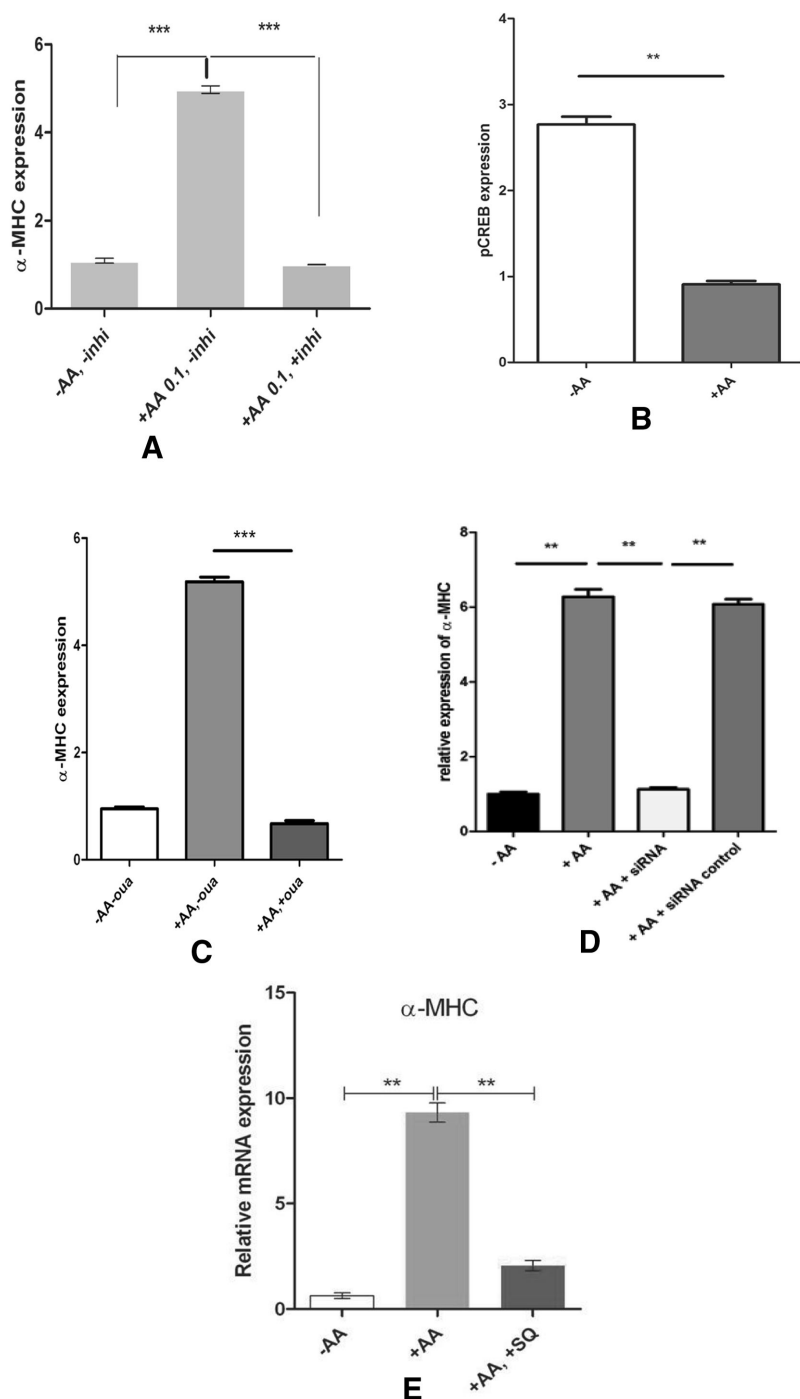 *** ***
α-MHC expression
6
4
2
0
-AA, -inhi
+AA 0.1, -inhi
+AA 0.1, +inhi
A
**
pCREB expression
4
3
2
1
0
-AA
+AA
B
***
α-MHC eexpression
6
4
2
0
-AA-oua
+AA,-oua
+AA,+oua
C
** ** **
relative expression of α-MHC
8
6
4
2
0
- AA
+ AA
+ AA + siRNA
+ AA + siRNA control
D
α-MHC
** **
Relative mRNA expression
15
10
5
0
-AA
+AA
+AA, +SQ
E